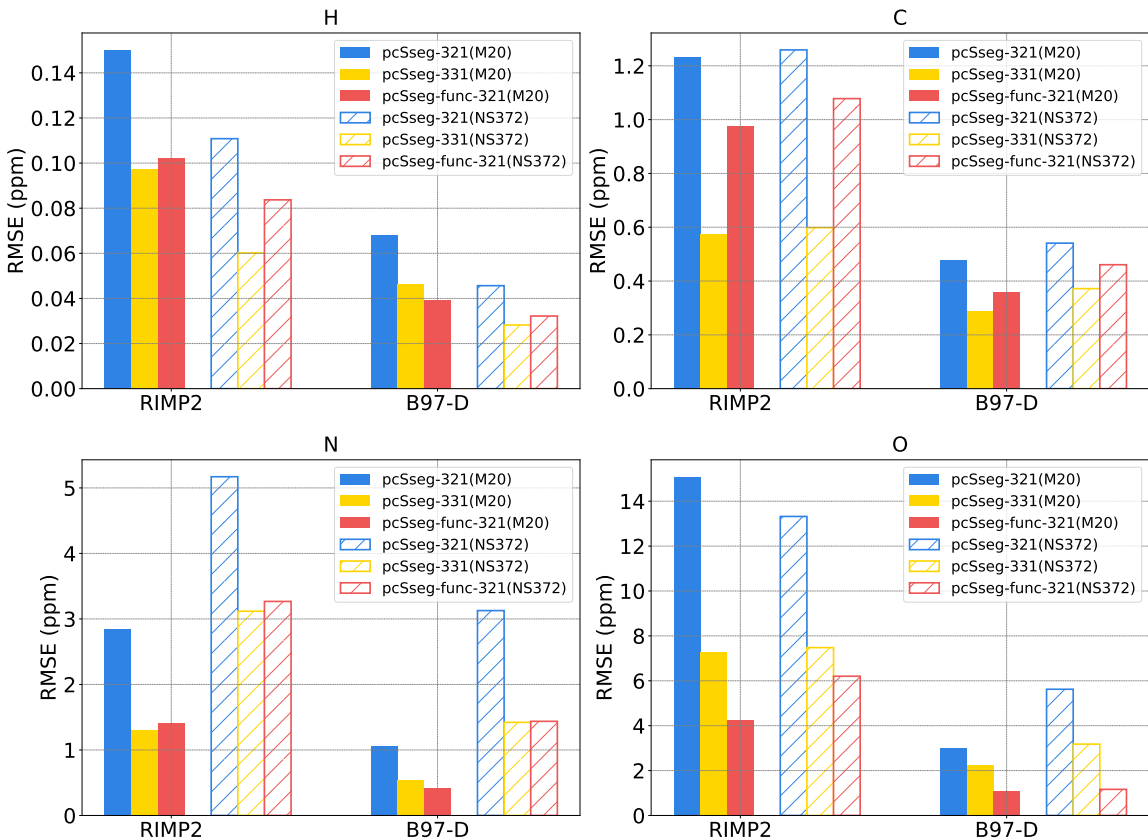 H
RMSE (ppm)
0.14
0.12
0.10
0.08
0.06
0.04
0.02
0.00
pcSseg-321(M20)
pcSseg-331(M20)
pcSseg-func-321(M20)
pcSseg-321(NS372)
pcSseg-331(NS372)
pcSseg-func-321(NS372)
RIMP2
B97-D
C
RMSE (ppm)
1.2
1.0
0.8
0.6
0.4
0.2
0.0
pcSseg-321(M20)
pcSseg-331(M20)
pcSseg-func-321(M20)
pcSseg-321(NS372)
pcSseg-331(NS372)
pcSseg-func-321(NS372)
RIMP2
B97-D
N
RMSE (ppm)
5
4
3
2
1
0
pcSseg-321(M20)
pcSseg-331(M20)
pcSseg-func-321(M20)
pcSseg-321(NS372)
pcSseg-331(NS372)
pcSseg-func-321(NS372)
RIMP2
B97-D
O
RMSE (ppm)
14
12
10
8
6
4
2
0
pcSseg-321(M20)
pcSseg-331(M20)
pcSseg-func-321(M20)
pcSseg-321(NS372)
pcSseg-331(NS372)
pcSseg-func-321(NS372)
RIMP2
B97-D